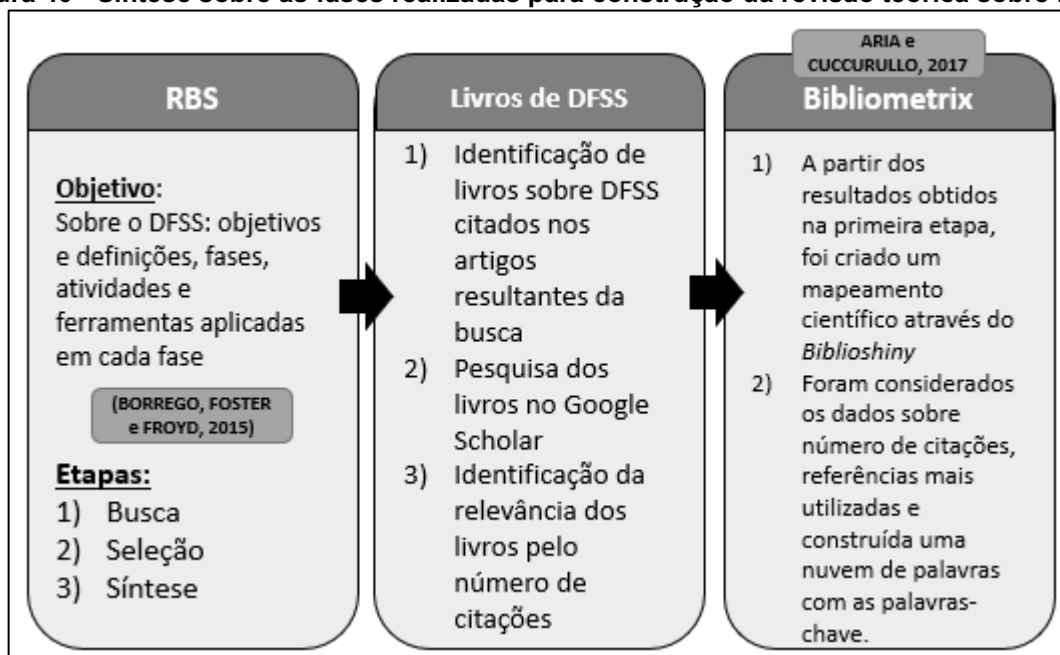 Síntese sobre as fases realizadas para construção da revisão teórica sobre
RBS
Objetivo:
Sobre o DFSS: objetivos
e definições, fases,
atividades e
ferramentas aplicadas
em cada fase
(BORREGO, FOSTER
e FROYD, 2015)
Etapas:
1) Busca
2) Seleção
3) Síntese
Livros de DFSS
1) Identificação de
livros sobre DFSS
citados nos
artigos
resultantes da
busca
2) Pesquisa dos
livros no Google
Scholar
3) Identificação da
relevância dos
livros pelo
número de
citações
ARIA e
CUCCURULLO, 2017
Bibliometrix
1) A partir dos
resultados obtidos
na primeira etapa,
foi criado um
mapeamento
científico através do
Biblioshiny
2) Foram considerados
os dados sobre
número de citações,
referências mais
utilizadas e
construída uma
nuvem de palavras
com as palavras-
chave.